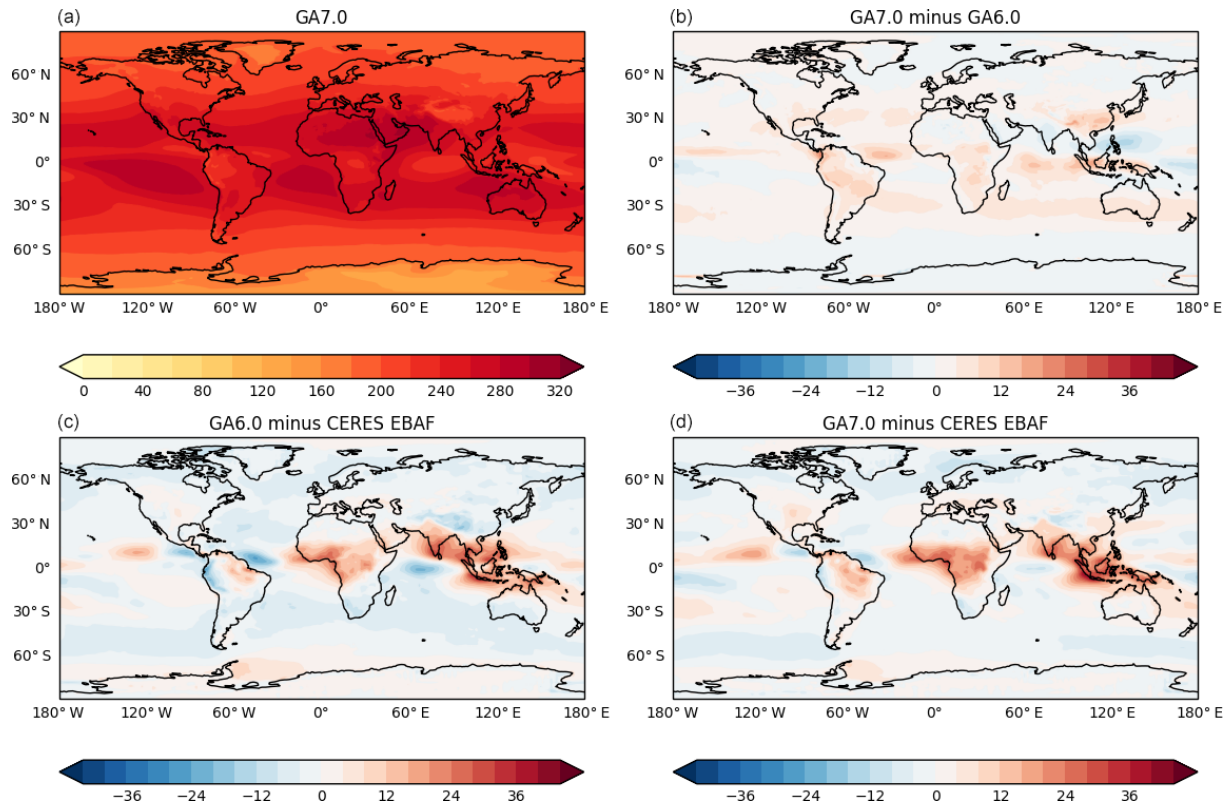 (a) GA7.0
(b) GA7.0 minus GA6.0
60° N
30° N
0°
30° S
60° S
180° W 120° W 60° W 0° 60° E 120° E 180° E
60° N
30° N
0°
30° S
60° S
180° W 120° W 60° W 0° 60° E 120° E 180° E
0 40 80 120 160 200 240 280 320
−36 −24 −12 0 12 24 36
(c) GA6.0 minus CERES EBAF
(d) GA7.0 minus CERES EBAF
60° N
30° N
0°
30° S
60° S
180° W 120° W 60° W 0° 60° E 120° E 180° E
60° N
30° N
0°
30° S
60° S
180° W 120° W 60° W 0° 60° E 120° E 180° E
−36 −24 −12 0 12 24 36
−36 −24 −12 0 12 24 36